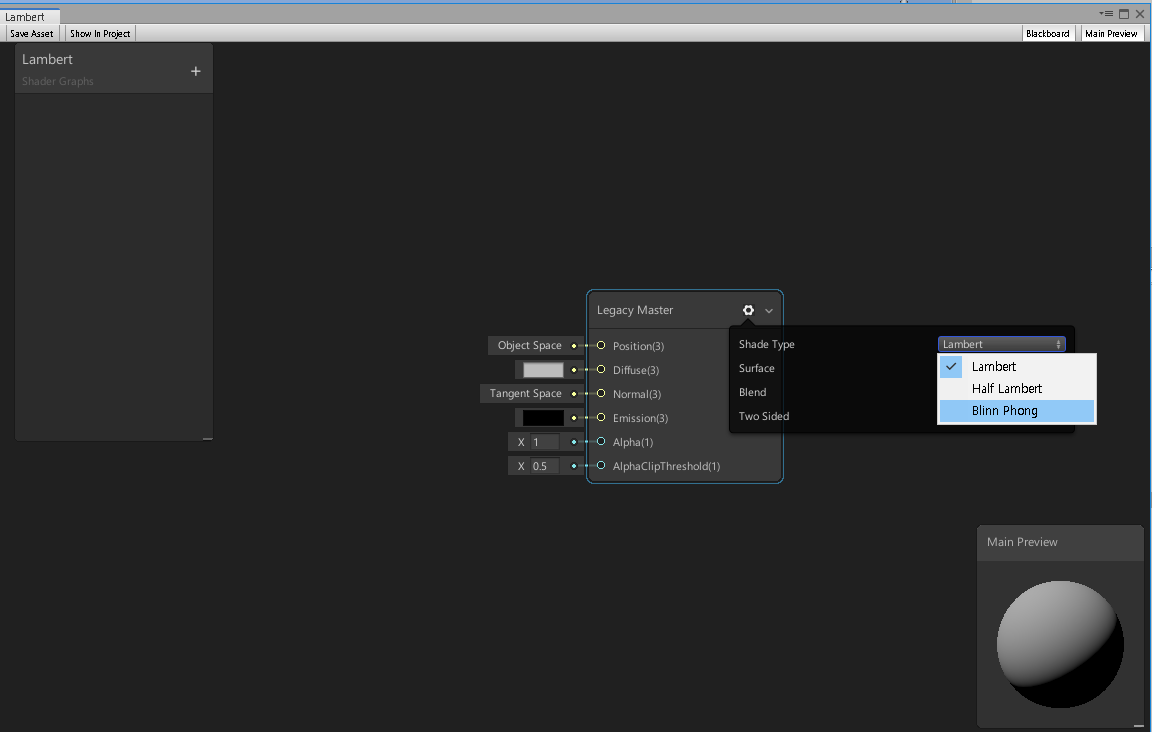 Lambert
Save Asset Show In Project Blackboard Main Preview
Lambert
Shader Graphs
+
Legacy Master
Object Space Position(3)
Diffuse(3)
Tangent Space Normal(3)
Emission(3)
X 1 Alpha(1)
X 0.5 AlphaClipThreshold(1)
Shade Type Lambert
Surface
Blend
Two Sided
Lambert
Half Lambert
Blinn Phong
Main Preview